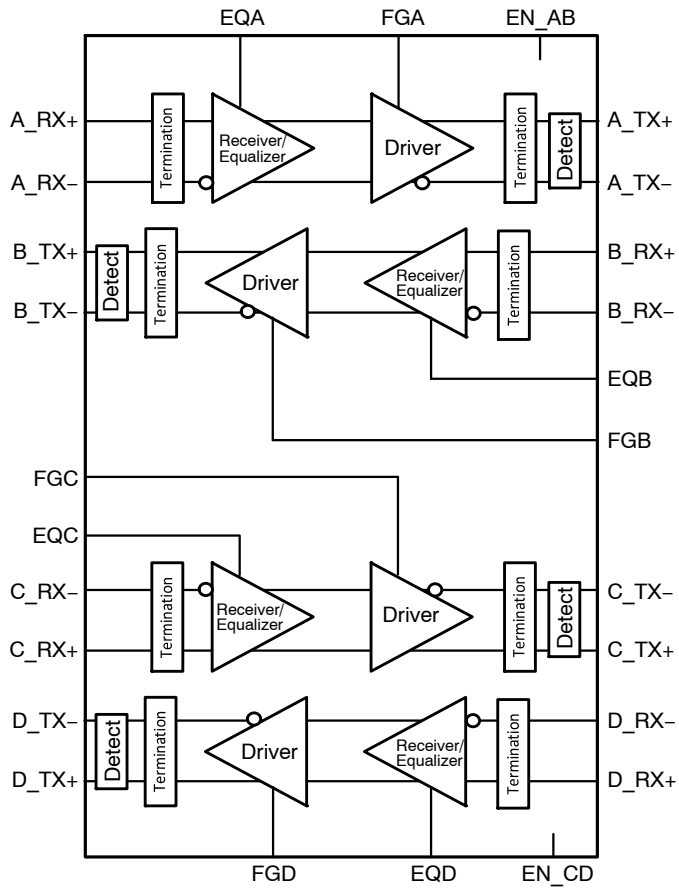 EQA
FGA
EN_AB
A_RX+
Termination
Receiver/
Equalizer
Driver
Termination
Detect
A_TX+
A_RX−
A_TX−
B_TX+
Detect
Termination
Driver
Receiver/
Equalizer
Termination
B_RX+
B_TX−
B_RX−
EQB
FGB
FGC
EQC
C_RX−
Termination
Receiver/
Equalizer
Driver
Termination
Detect
C_TX−
C_RX+
C_TX+
D_TX−
Detect
Termination
Driver
Receiver/
Equalizer
Termination
D_RX−
D_TX+
D_RX+
FGD
EQD
EN_CD